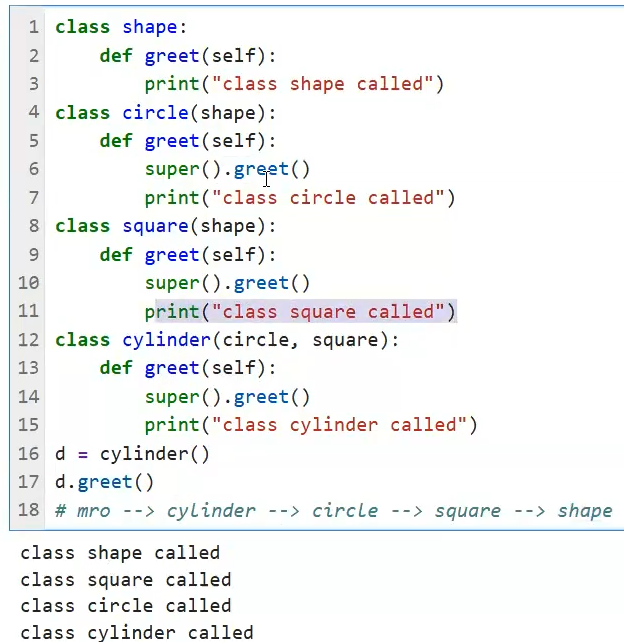 1 class shape:
2     def greet(self):
3         print("class shape called")
4 class circle(shape):
5     def greet(self):
6         super().greet()
7         print("class circle called")
8 class square(shape):
9     def greet(self):
10         super().greet()
11         print("class square called")
12 class cylinder(circle, square):
13     def greet(self):
14         super().greet()
15         print("class cylinder called")
16 d = cylinder()
17 d.greet()
18 # mro --> cylinder --> circle --> square --> shape
class shape called
class square called
class circle called
class cylinder called